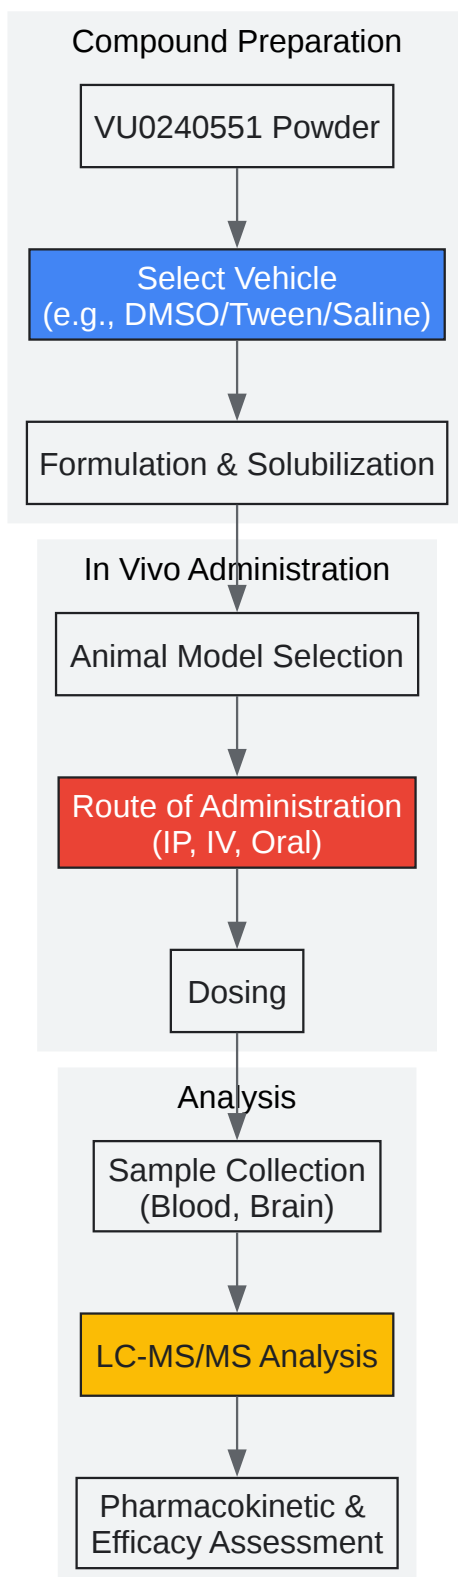 Compound Preparation
VU0240551 Powder
Select Vehicle
(e.g., DMSO/Tween/Saline)
Formulation & Solubilization
In Vivo Administration
Animal Model Selection
Route of Administration
(IP, IV, Oral)
Dosing
Analysis
Sample Collection
(Blood, Brain)
LC-MS/MS Analysis
Pharmacokinetic &
Efficacy Assessment